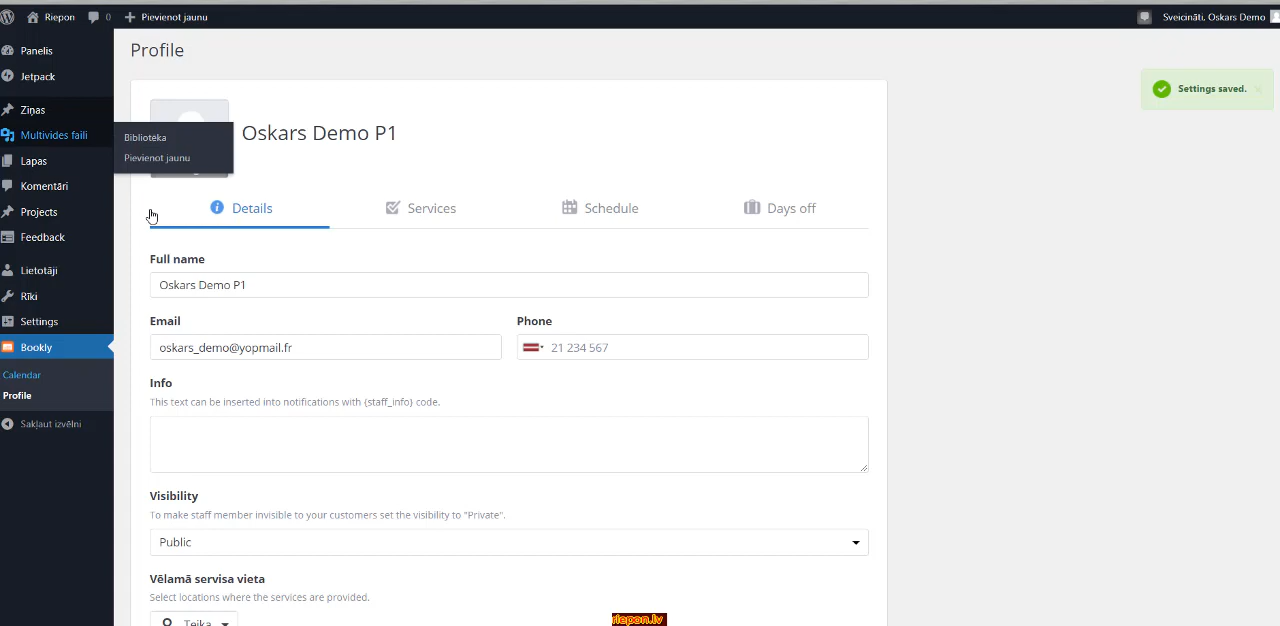 Riepon
0
Pievienot jaunu
Sveicināti, Oskars Demo
Panelis
Jetpack
Ziņas
Multivides faili
Bibliotēka
Pievienot jaunu
Lapas
Komentāri
Projects
Feedback
Lietotāji
Rīki
Settings
Bookly
Calendar
Profile
Sakļaut izvēlni
Profile
Settings saved.
Oskars Demo P1
Details
Services
Schedule
Days off
Full name
Oskars Demo P1
Email
Phone
oskars_demo@yopmail.fr
21 234 567
Info
This text can be inserted into notifications with {staff_info} code.
Visibility
To make staff member invisible to your customers set the visibility to "Private".
Public
Vēlamā servisa vieta
Select locations where the services are provided.
Teika
riepon.lv